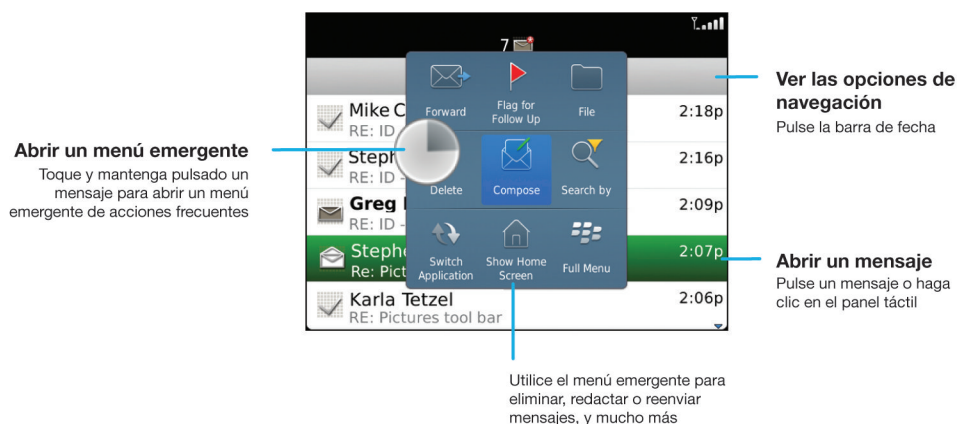 7
Forward
Flag for
Follow Up
File
Mike C
2:18p
RE: ID
Steph
2:16p
RE: ID -
Delete
Compose
Search by
Greg
2:09p
RE: ID -
Stephe
2:07p
Re: Pict
Switch
Application
Show Home
Screen
Full Menu
Karla Tetzel
2:06p
RE: Pictures tool bar
Abrir un menú emergente
Toque y mantenga pulsado un
mensaje para abrir un menú
emergente de acciones frecuentes
Ver las opciones de
navegación
Pulse la barra de fecha
Abrir un mensaje
Pulse un mensaje o haga
clic en el panel táctil
Utilice el menú emergente para
eliminar, redactar o reenviar
mensajes, y mucho más